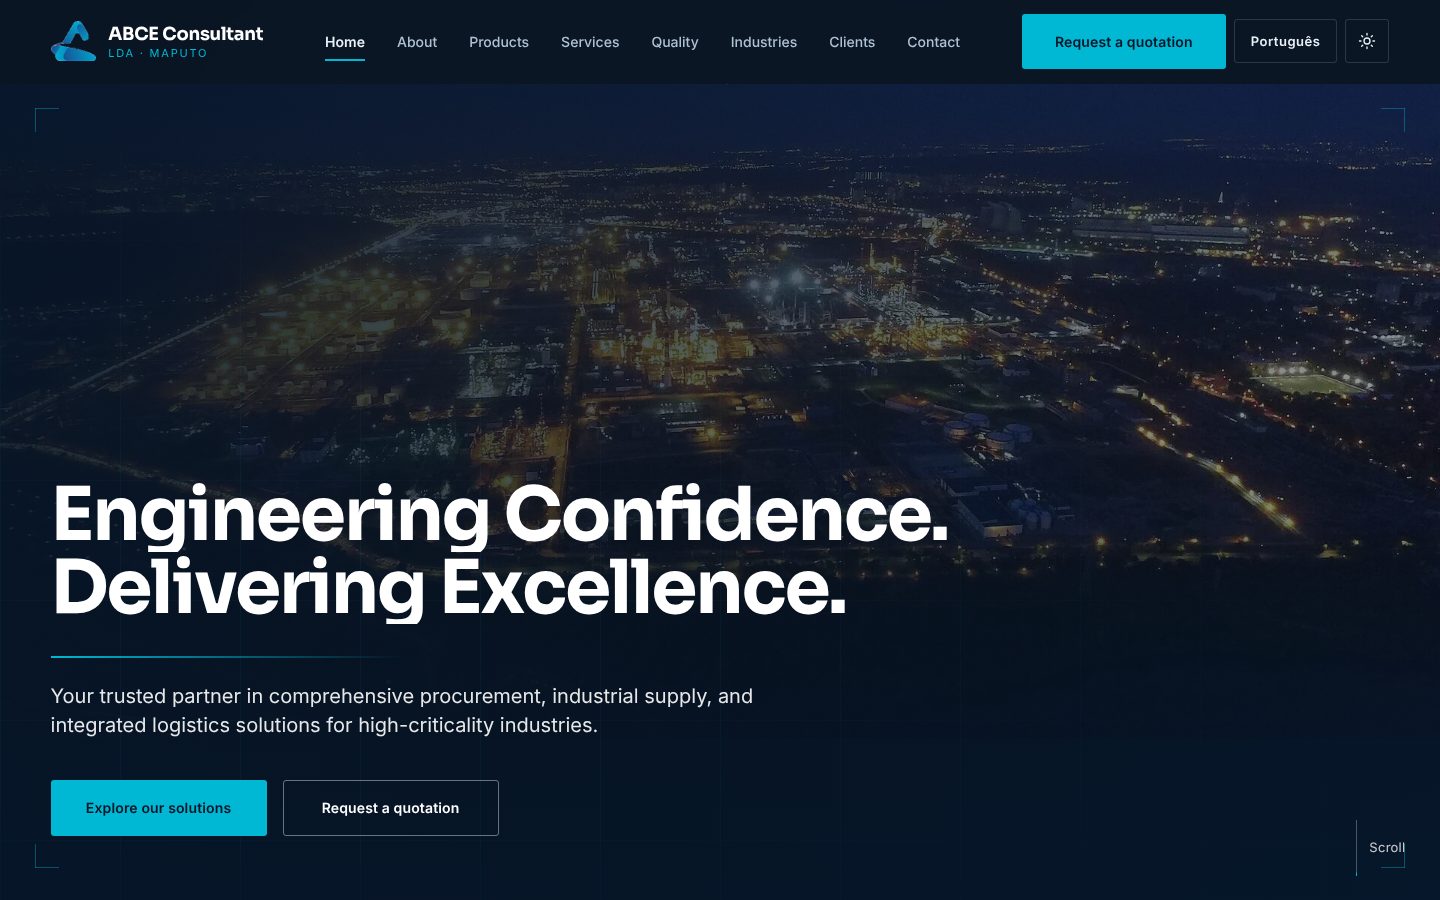 ABCE Consultant
LDA · MAPUTO
Home
About
Products
Services
Quality
Industries
Clients
Contact
Request a quotation
Português
Engineering Confidence.
Delivering Excellence.
Your trusted partner in comprehensive procurement, industrial supply, and
integrated logistics solutions for high-criticality industries.
Explore our solutions
Request a quotation
Scroll